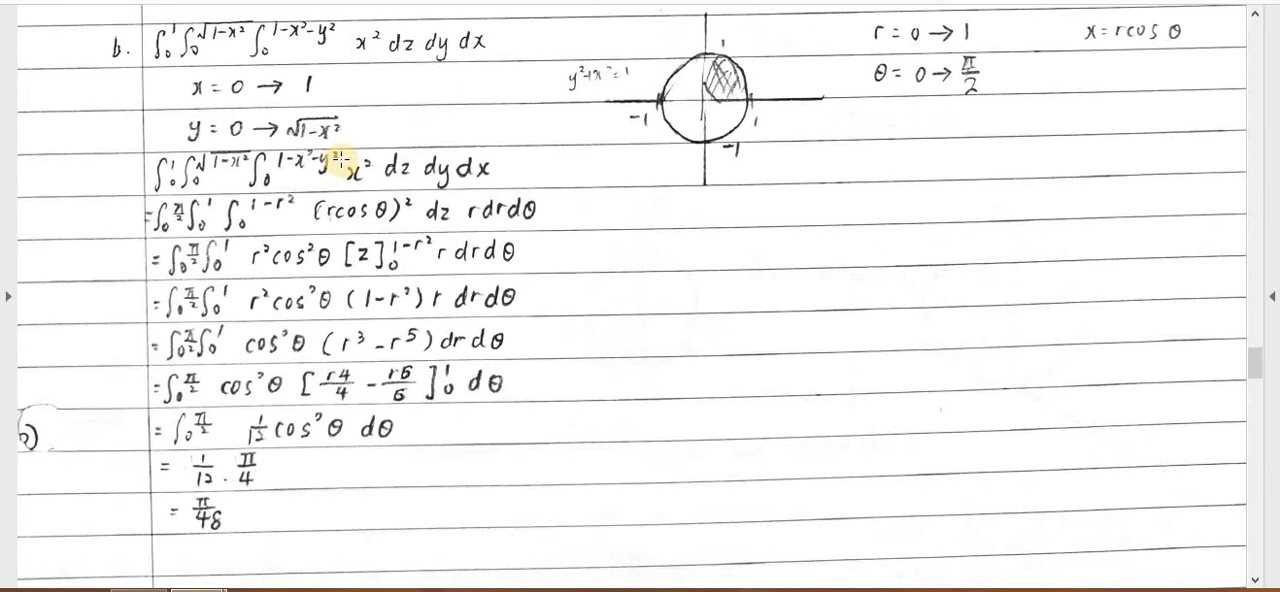 b. ∫₀¹ ∫₀^√(1-x²) ∫₀^(1-x²-y²) x² dz dy dx
x = 0 → 1
y = 0 → √(1-x²)
y²+x²=1
1
-1
1
-1
r = 0 → 1
θ = 0 → π/2
x = r cos θ
∫₀¹ ∫₀^√(1-x²) ∫₀^(1-x²-y²) x² dz dy dx
= ∫₀^(π/2) ∫₀¹ ∫₀^(1-r²) (r cos θ)² dz r dr dθ
= ∫₀^(π/2) ∫₀¹ r² cos² θ [z]₀^(1-r²) r dr dθ
= ∫₀^(π/2) ∫₀¹ r² cos² θ (1-r²) r dr dθ
= ∫₀^(π/2) ∫₀¹ cos² θ (r³ - r⁵) dr dθ
= ∫₀^(π/2) cos² θ [r⁴/4 - r⁶/6]₀¹ dθ
= ∫₀^(π/2) 1/12 cos² θ dθ
= 1/12 . π/4
= π/48